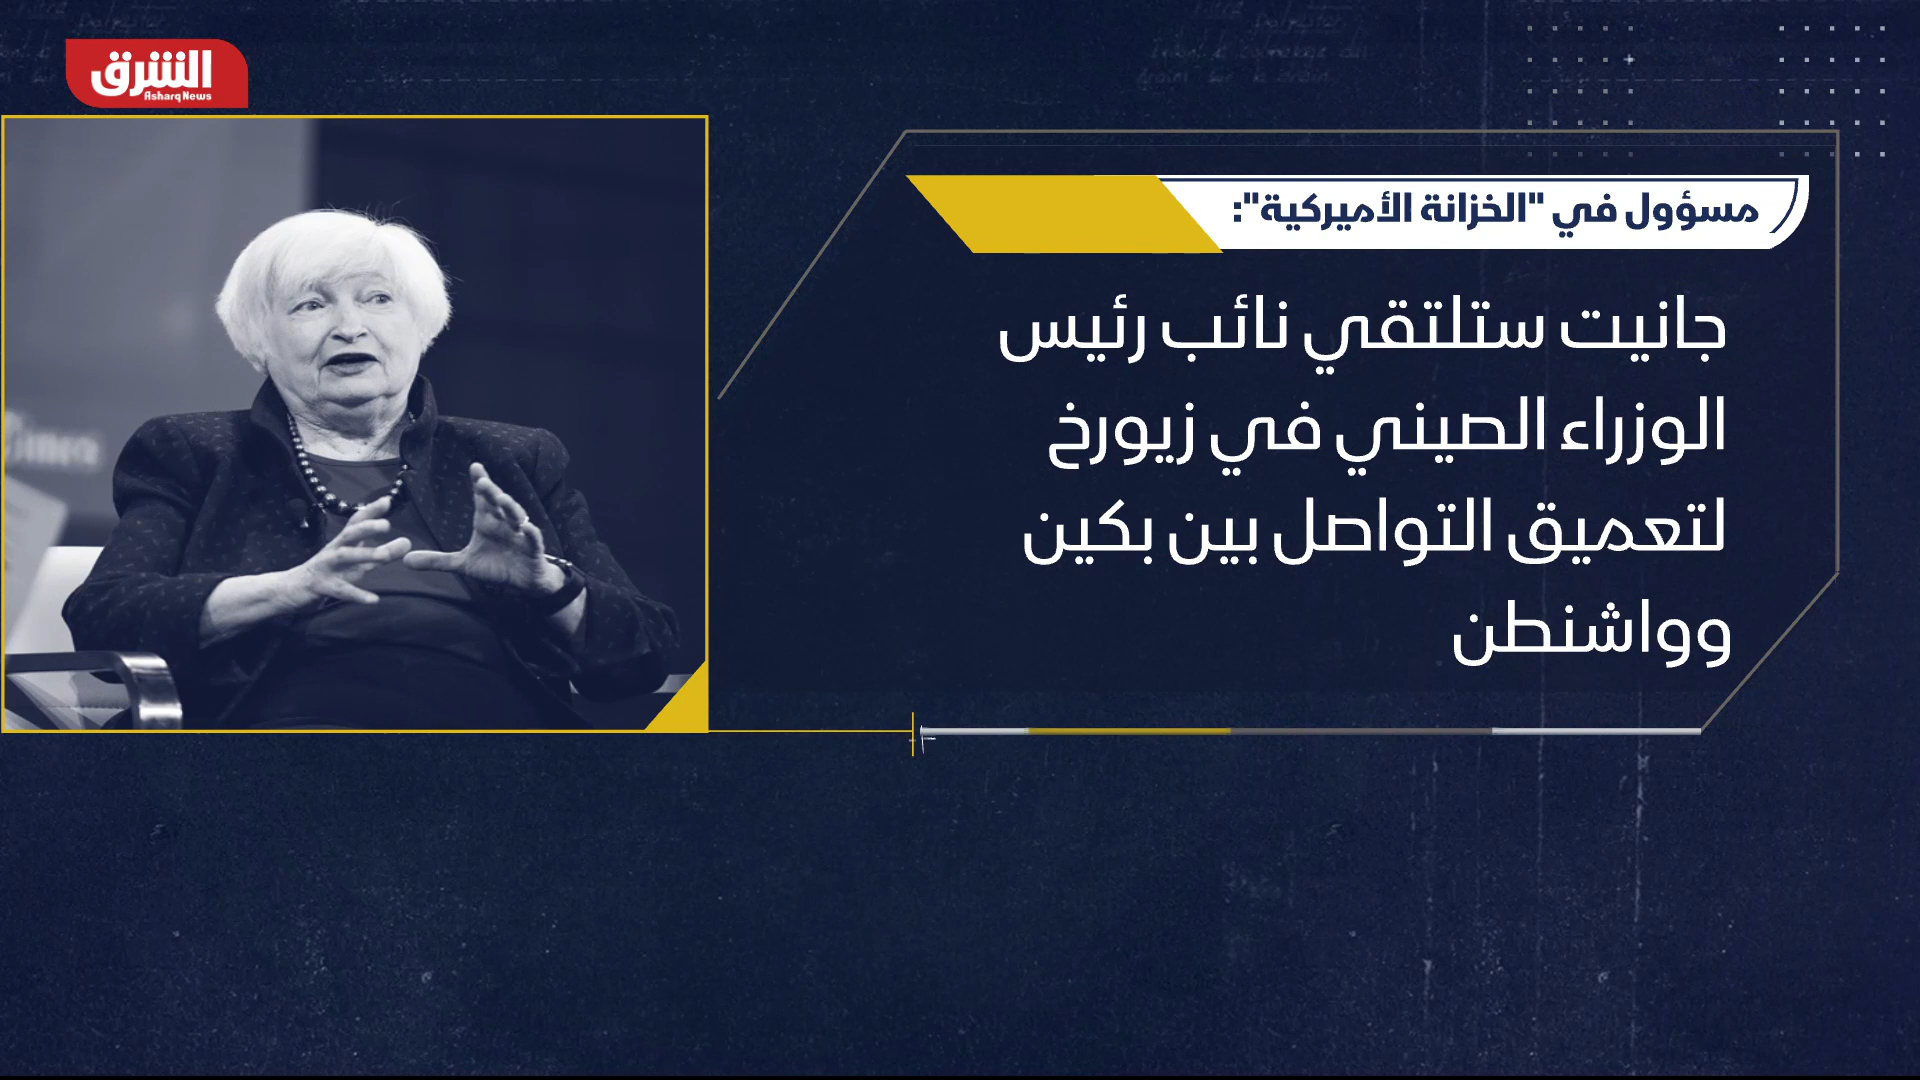 الشرق
Asharq News
مسؤول في "الخزانة الأميركية":
جانيت ستلتقي نائب رئيس
الوزراء الصيني في زيورخ
لتعميق التواصل بين بكين
وواشنطن